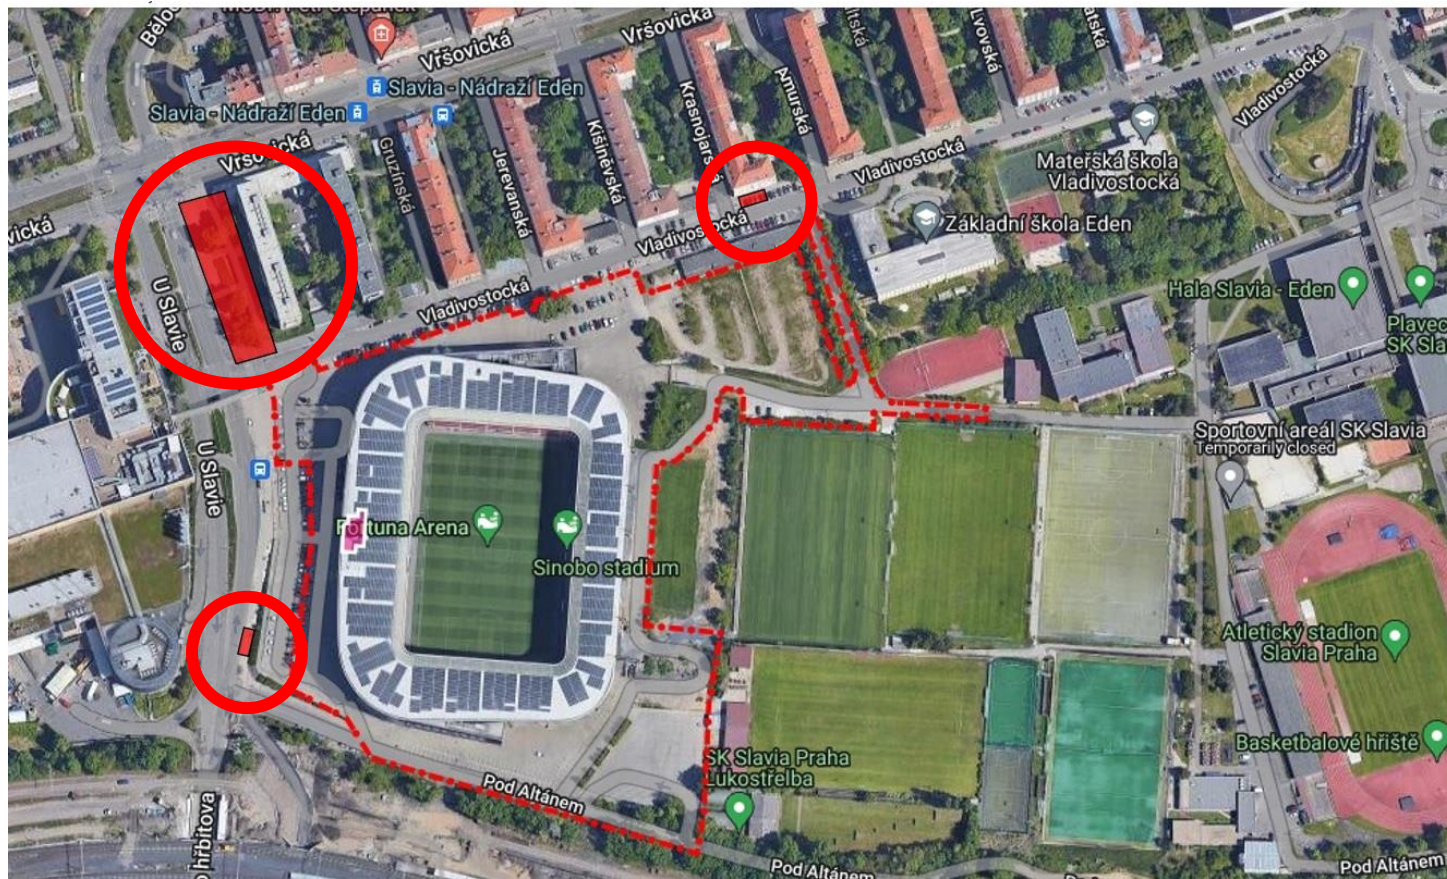 Vršovická
Vršovická
Lvovská
Amurská
Slavia - Nádraží Eden
Slavia - Nádraží Eden
Vršovická
Gruzínská
Jerevanská
Kišiněvská
Vladivostocká
Vladivostocká
Mateřská škola
Vladivostocká
Základní škola Eden
Vladivostocká
Vladivostocká
U Slavie
Hala Slavia - Eden
U Slavie
Sportovní areál SK Slavia
Temporarily closed
Fortuna Arena
Sinobo stadium
Atletický stadion
Slavia Praha
Basketbalové hřiště
SK Slavia Praha
Lukostřelba
Pod Altánem
Pod Altánem
Pod Altánem